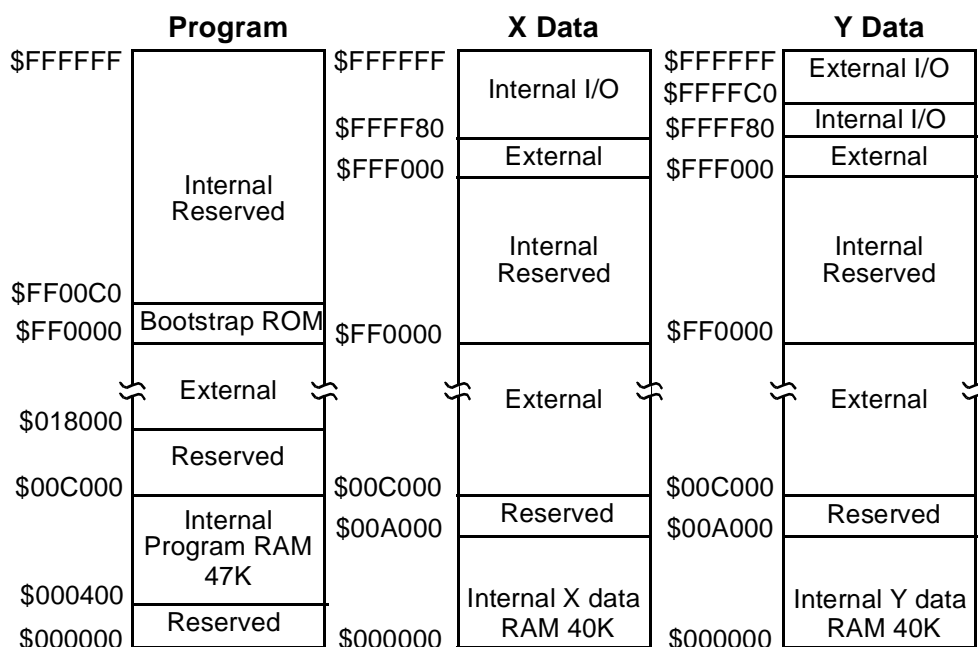 Program
$FFFFFF
Internal
Reserved
$FF00C0
Bootstrap ROM
$FF0000
External
$018000
Reserved
$00C000
Internal
Program RAM
47K
$000400
Reserved
$000000
X Data
$FFFFFF
Internal I/O
$FFFF80
External
$FFF000
Internal
Reserved
$FF0000
External
$00C000
Reserved
$00A000
Internal X data
RAM 40K
$000000
Y Data
$FFFFFF
External I/O
$FFFFC0
Internal I/O
$FFFF80
External
$FFF000
Internal
Reserved
$FF0000
External
$00C000
Reserved
$00A000
Internal Y data
RAM 40K
$000000